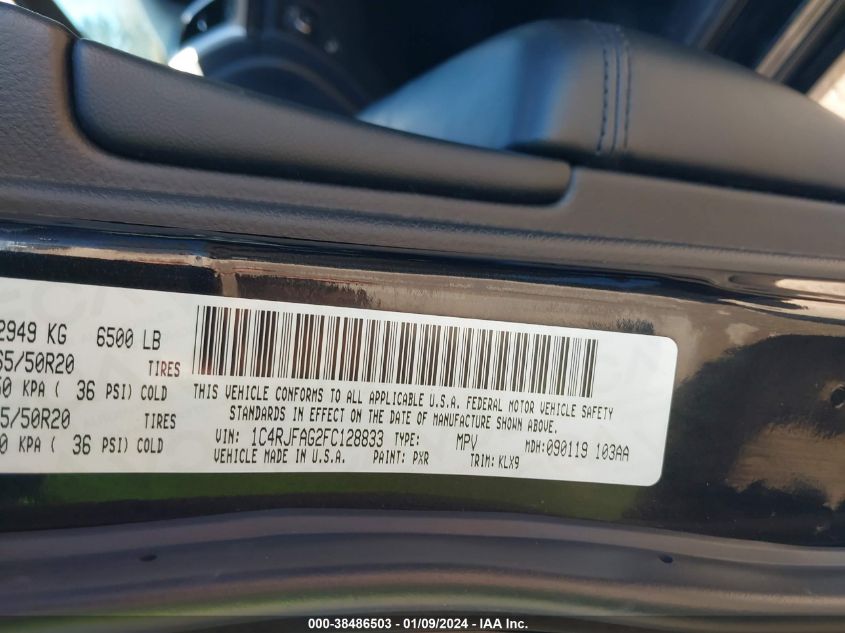 2949 KG 6500 LB
5/50R20 TIRES
0 KPA ( 36 PSI) COLD
5/50R20 TIRES
0 KPA ( 36 PSI) COLD
THIS VEHICLE CONFORMS TO ALL APPLICABLE U.S.A. FEDERAL MOTOR VEHICLE SAFETY
STANDARDS IN EFFECT ON THE DATE OF MANUFACTURE SHOWN ABOVE.
VIN: 1C4RJFAG2FC128833 TYPE: MPV MDH: 090119 103AA
VEHICLE MADE IN U.S.A. PAINT: PXR TRIM: KLX9
000-38486503 - 01/09/2024 - IAA Inc.